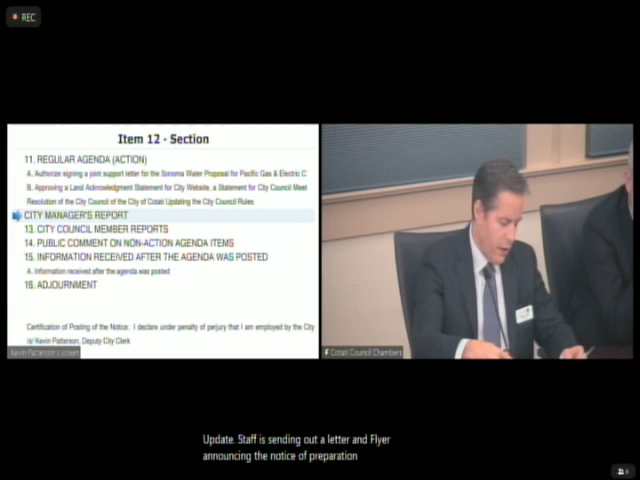 REC
Item 12 - Section
11. REGULAR AGENDA (ACTION)
A. Authorize signing a joint support letter for the Sonoma Water Proposal for Pacific Gas & Electric C
B. Approving a Land Acknowledgment Statement for City Website, a Statement for City Council Meet
Resolution of the City Council of the City of Cotati Updating the City Council Rules
CITY MANAGER'S REPORT
13. CITY COUNCIL MEMBER REPORTS
14. PUBLIC COMMENT ON NON-ACTION AGENDA ITEMS
15. INFORMATION RECEIVED AFTER THE AGENDA WAS POSTED
A. Information received after the agenda was posted
16. ADJOURNMENT
Certification of Posting of the Notice: I declare under penalty of perjury that I am employed by the City
/s/ Kevin Patterson, Deputy City Clerk
Kevin Patterson's screen
Cotati Council Chambers
Update. Staff is sending out a letter and Flyer
announcing the notice of preparation